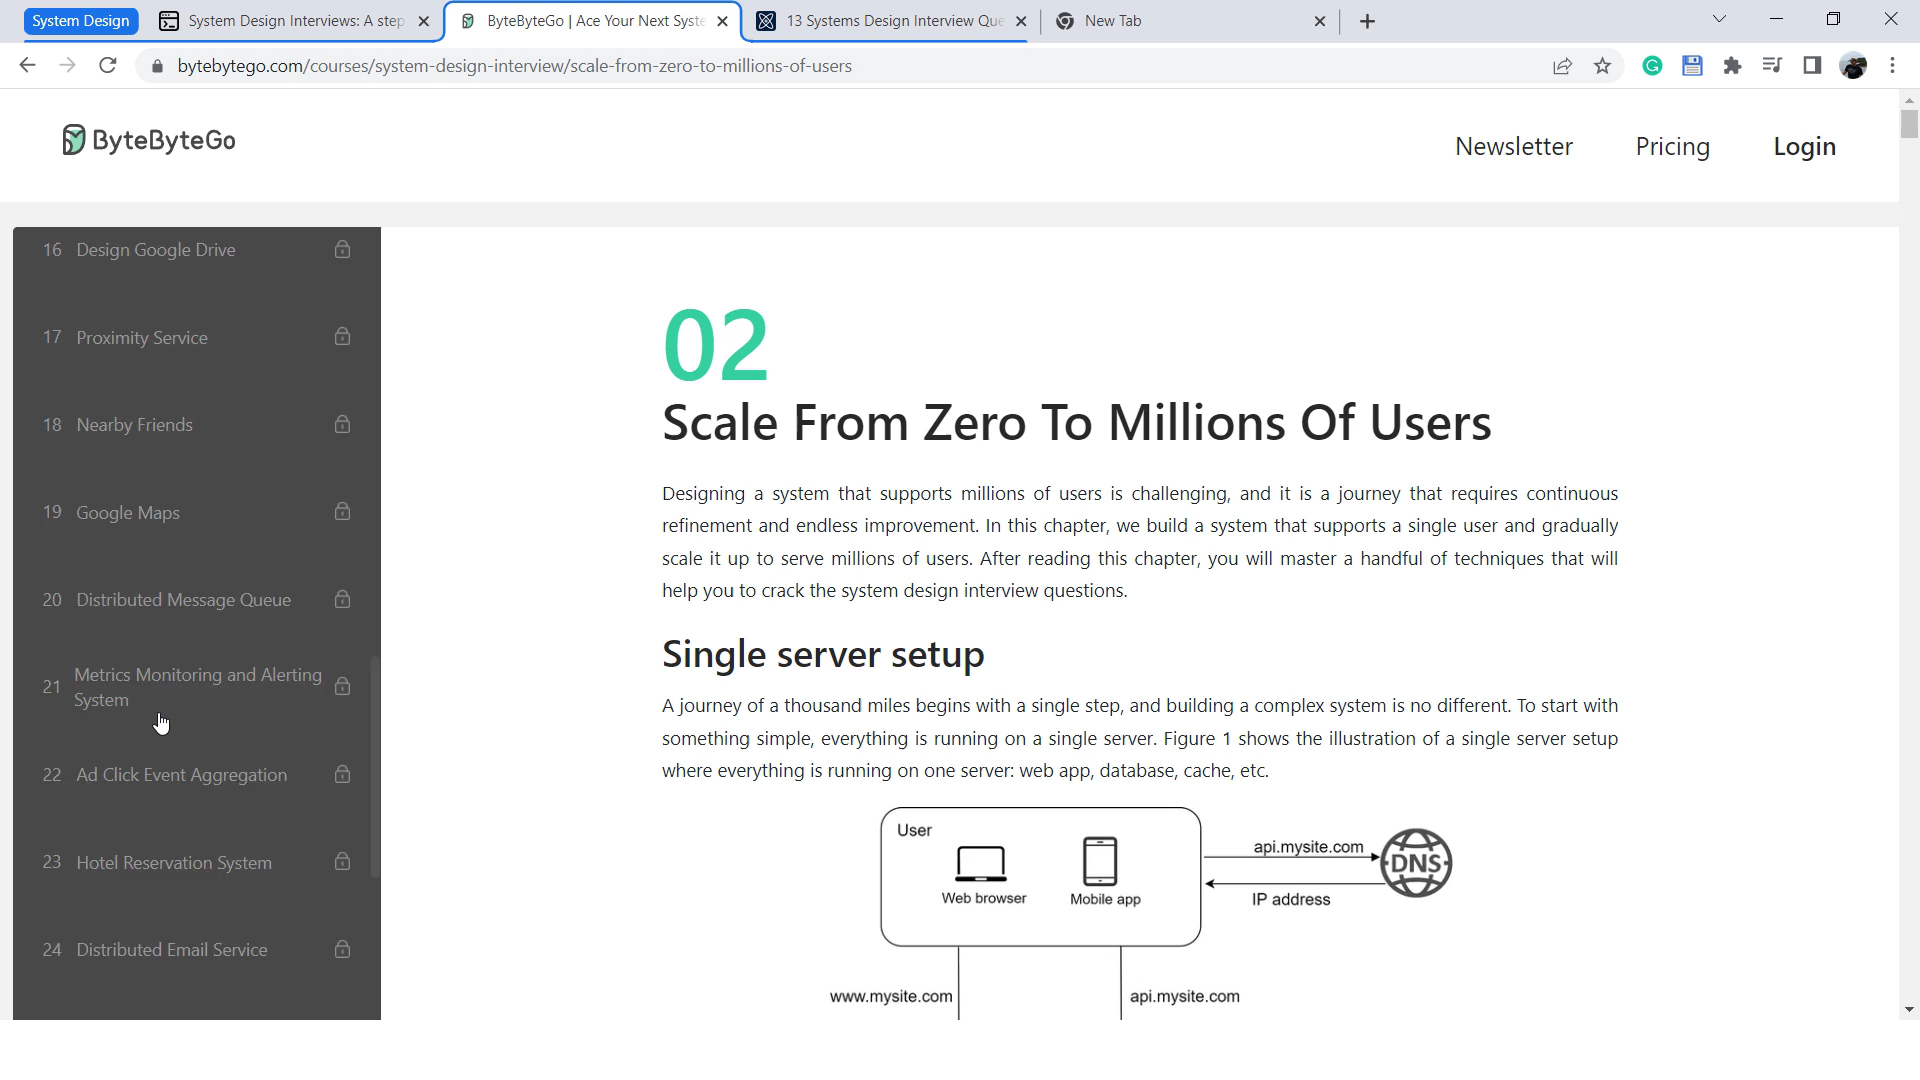 System Design
System Design Interviews: A step
ByteByteGo | Ace Your Next Syste
13 Systems Design Interview Que
New Tab
bytebytego.com/courses/system-design-interview/scale-from-zero-to-millions-of-users
ByteByteGo
Newsletter
Pricing
Login
16 Design Google Drive
17 Proximity Service
18 Nearby Friends
19 Google Maps
20 Distributed Message Queue
21 Metrics Monitoring and Alerting
System
22 Ad Click Event Aggregation
23 Hotel Reservation System
24 Distributed Email Service
02
Scale From Zero To Millions Of Users
Designing a system that supports millions of users is challenging, and it is a journey that requires continuous
refinement and endless improvement. In this chapter, we build a system that supports a single user and gradually
scale it up to serve millions of users. After reading this chapter, you will master a handful of techniques that will
help you to crack the system design interview questions.
Single server setup
A journey of a thousand miles begins with a single step, and building a complex system is no different. To start with
something simple, everything is running on a single server. Figure 1 shows the illustration of a single server setup
where everything is running on one server: web app, database, cache, etc.
User
Web browser
Mobile app
api.mysite.com
DNS
IP address
www.mysite.com
api.mysite.com